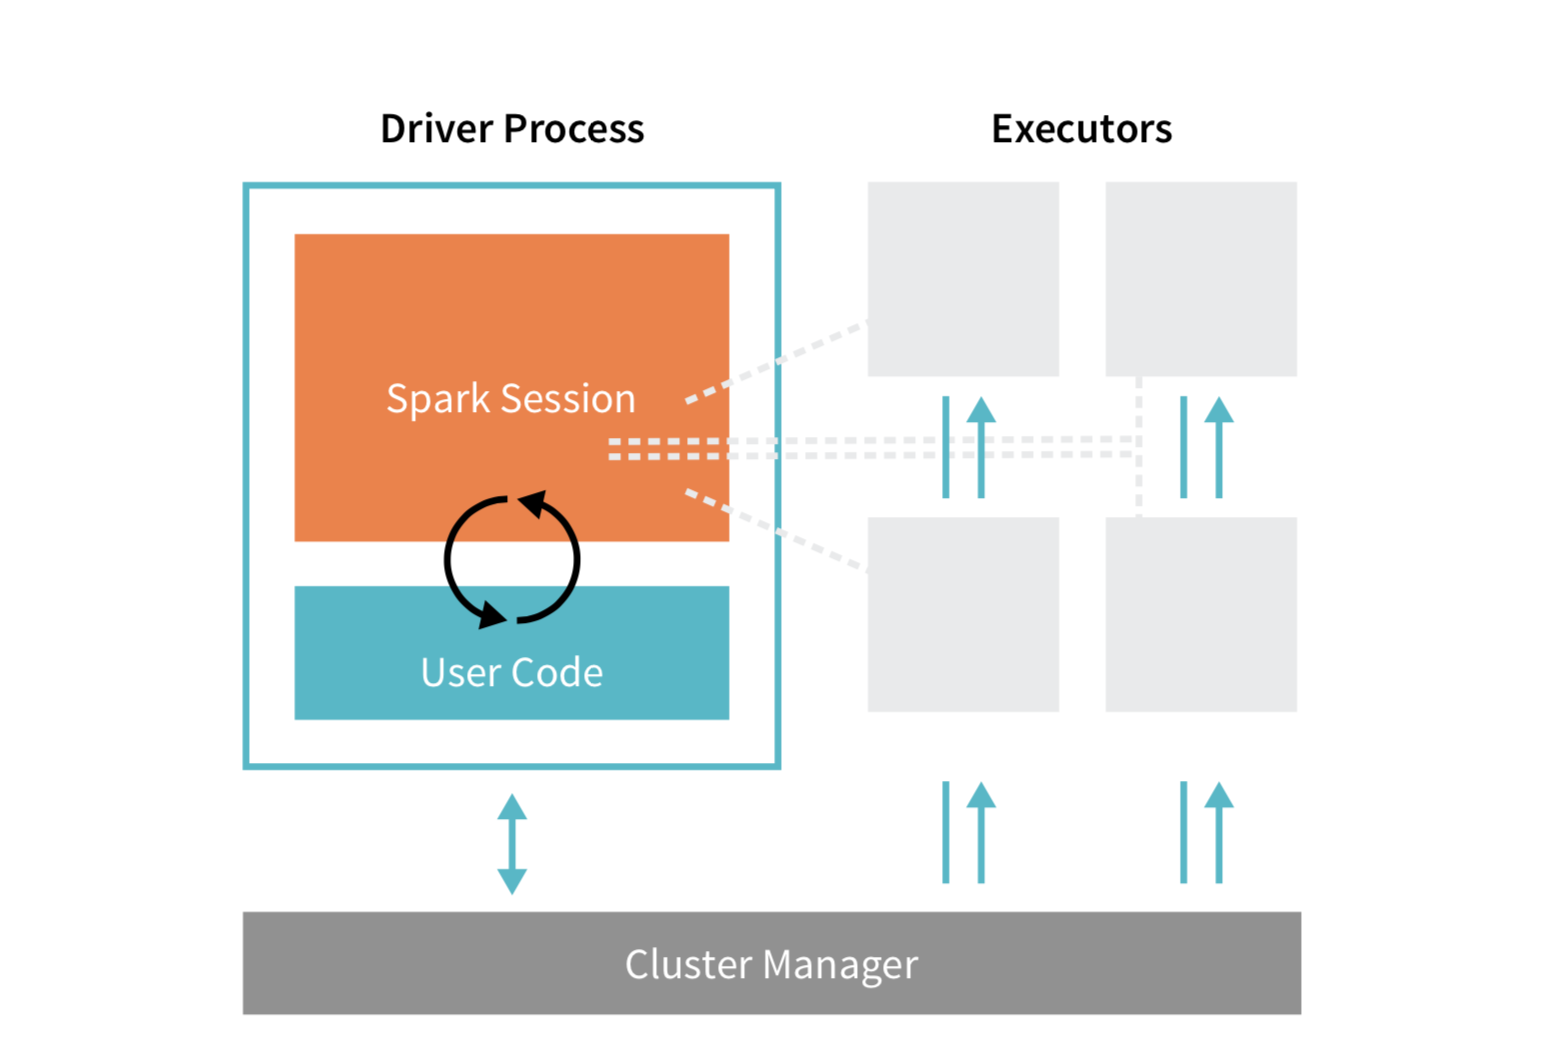 Driver Process
Executors
Spark Session
User Code
Cluster Manager